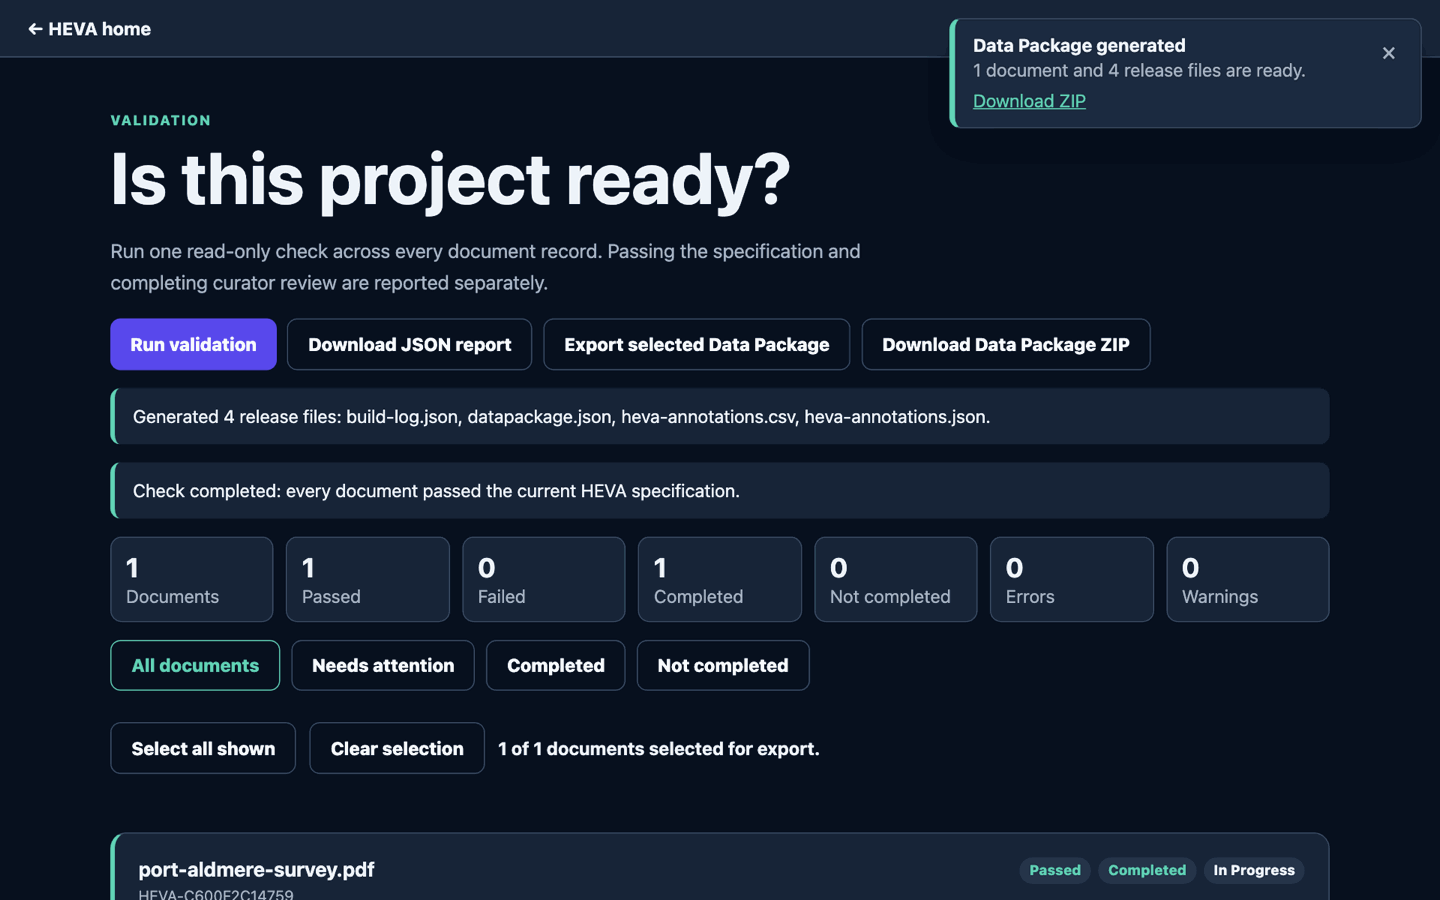 ← HEVA home
Data Package generated
1 document and 4 release files are ready.
Download ZIP
×
VALIDATION
Is this project ready?
Run one read-only check across every document record. Passing the specification and
completing curator review are reported separately.
Run validation
Download JSON report
Export selected Data Package
Download Data Package ZIP
Generated 4 release files: build-log.json, datapackage.json, heva-annotations.csv, heva-annotations.json.
Check completed: every document passed the current HEVA specification.
1
Documents
1
Passed
0
Failed
1
Completed
0
Not completed
0
Errors
0
Warnings
All documents
Needs attention
Completed
Not completed
Select all shown
Clear selection
1 of 1 documents selected for export.
port-aldmere-survey.pdf
Passed
Completed
In Progress
HEVA-C600F2C14759